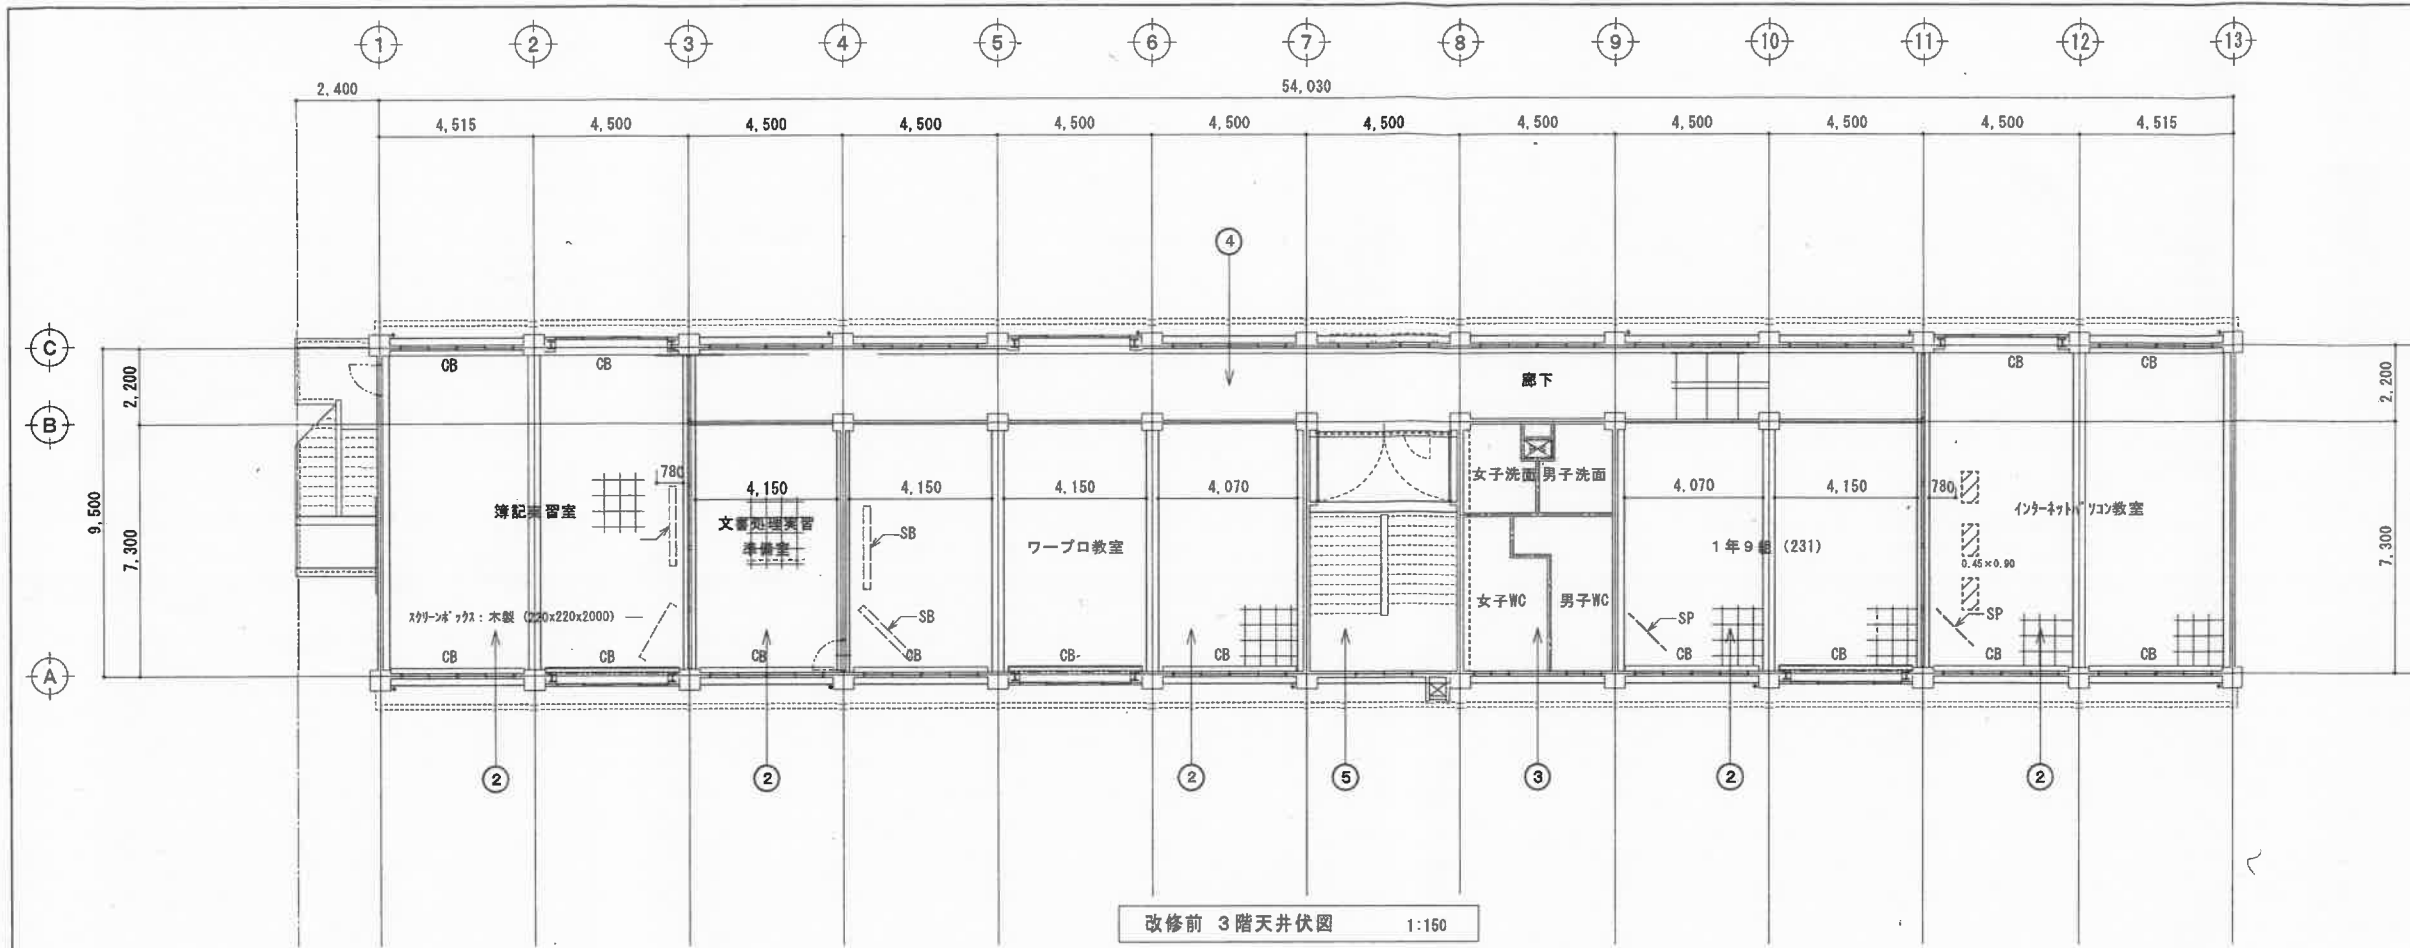 1 2 3 4 5 6 7 8 9 10 11 12 13
2,400 54,030
4,515 4,500 4,500 4,500 4,500 4,500 4,500 4,500 4,500 4,500 4,500 4,515
4
C
CB CB CB CB
2,200 廊下 2,200
B
780
女子洗面 男子洗面
4,150 4,150 4,150 4,070 4,070 4,150 780
9,500
簿記実習室 文書処理実習
準備室
インターネットパソコン教室
SB
ワープロ教室
1年9組 (231)
7,300 7,300
0.45×0.90
女子WC 男子WC
スクリーンボックス:木製 (220x220x2000)
SB SP SP
CB CB CB CB CB CB CB CB CB CB
A
2 2 2 5 3 2 2
改修前 3階天井伏図 1:150